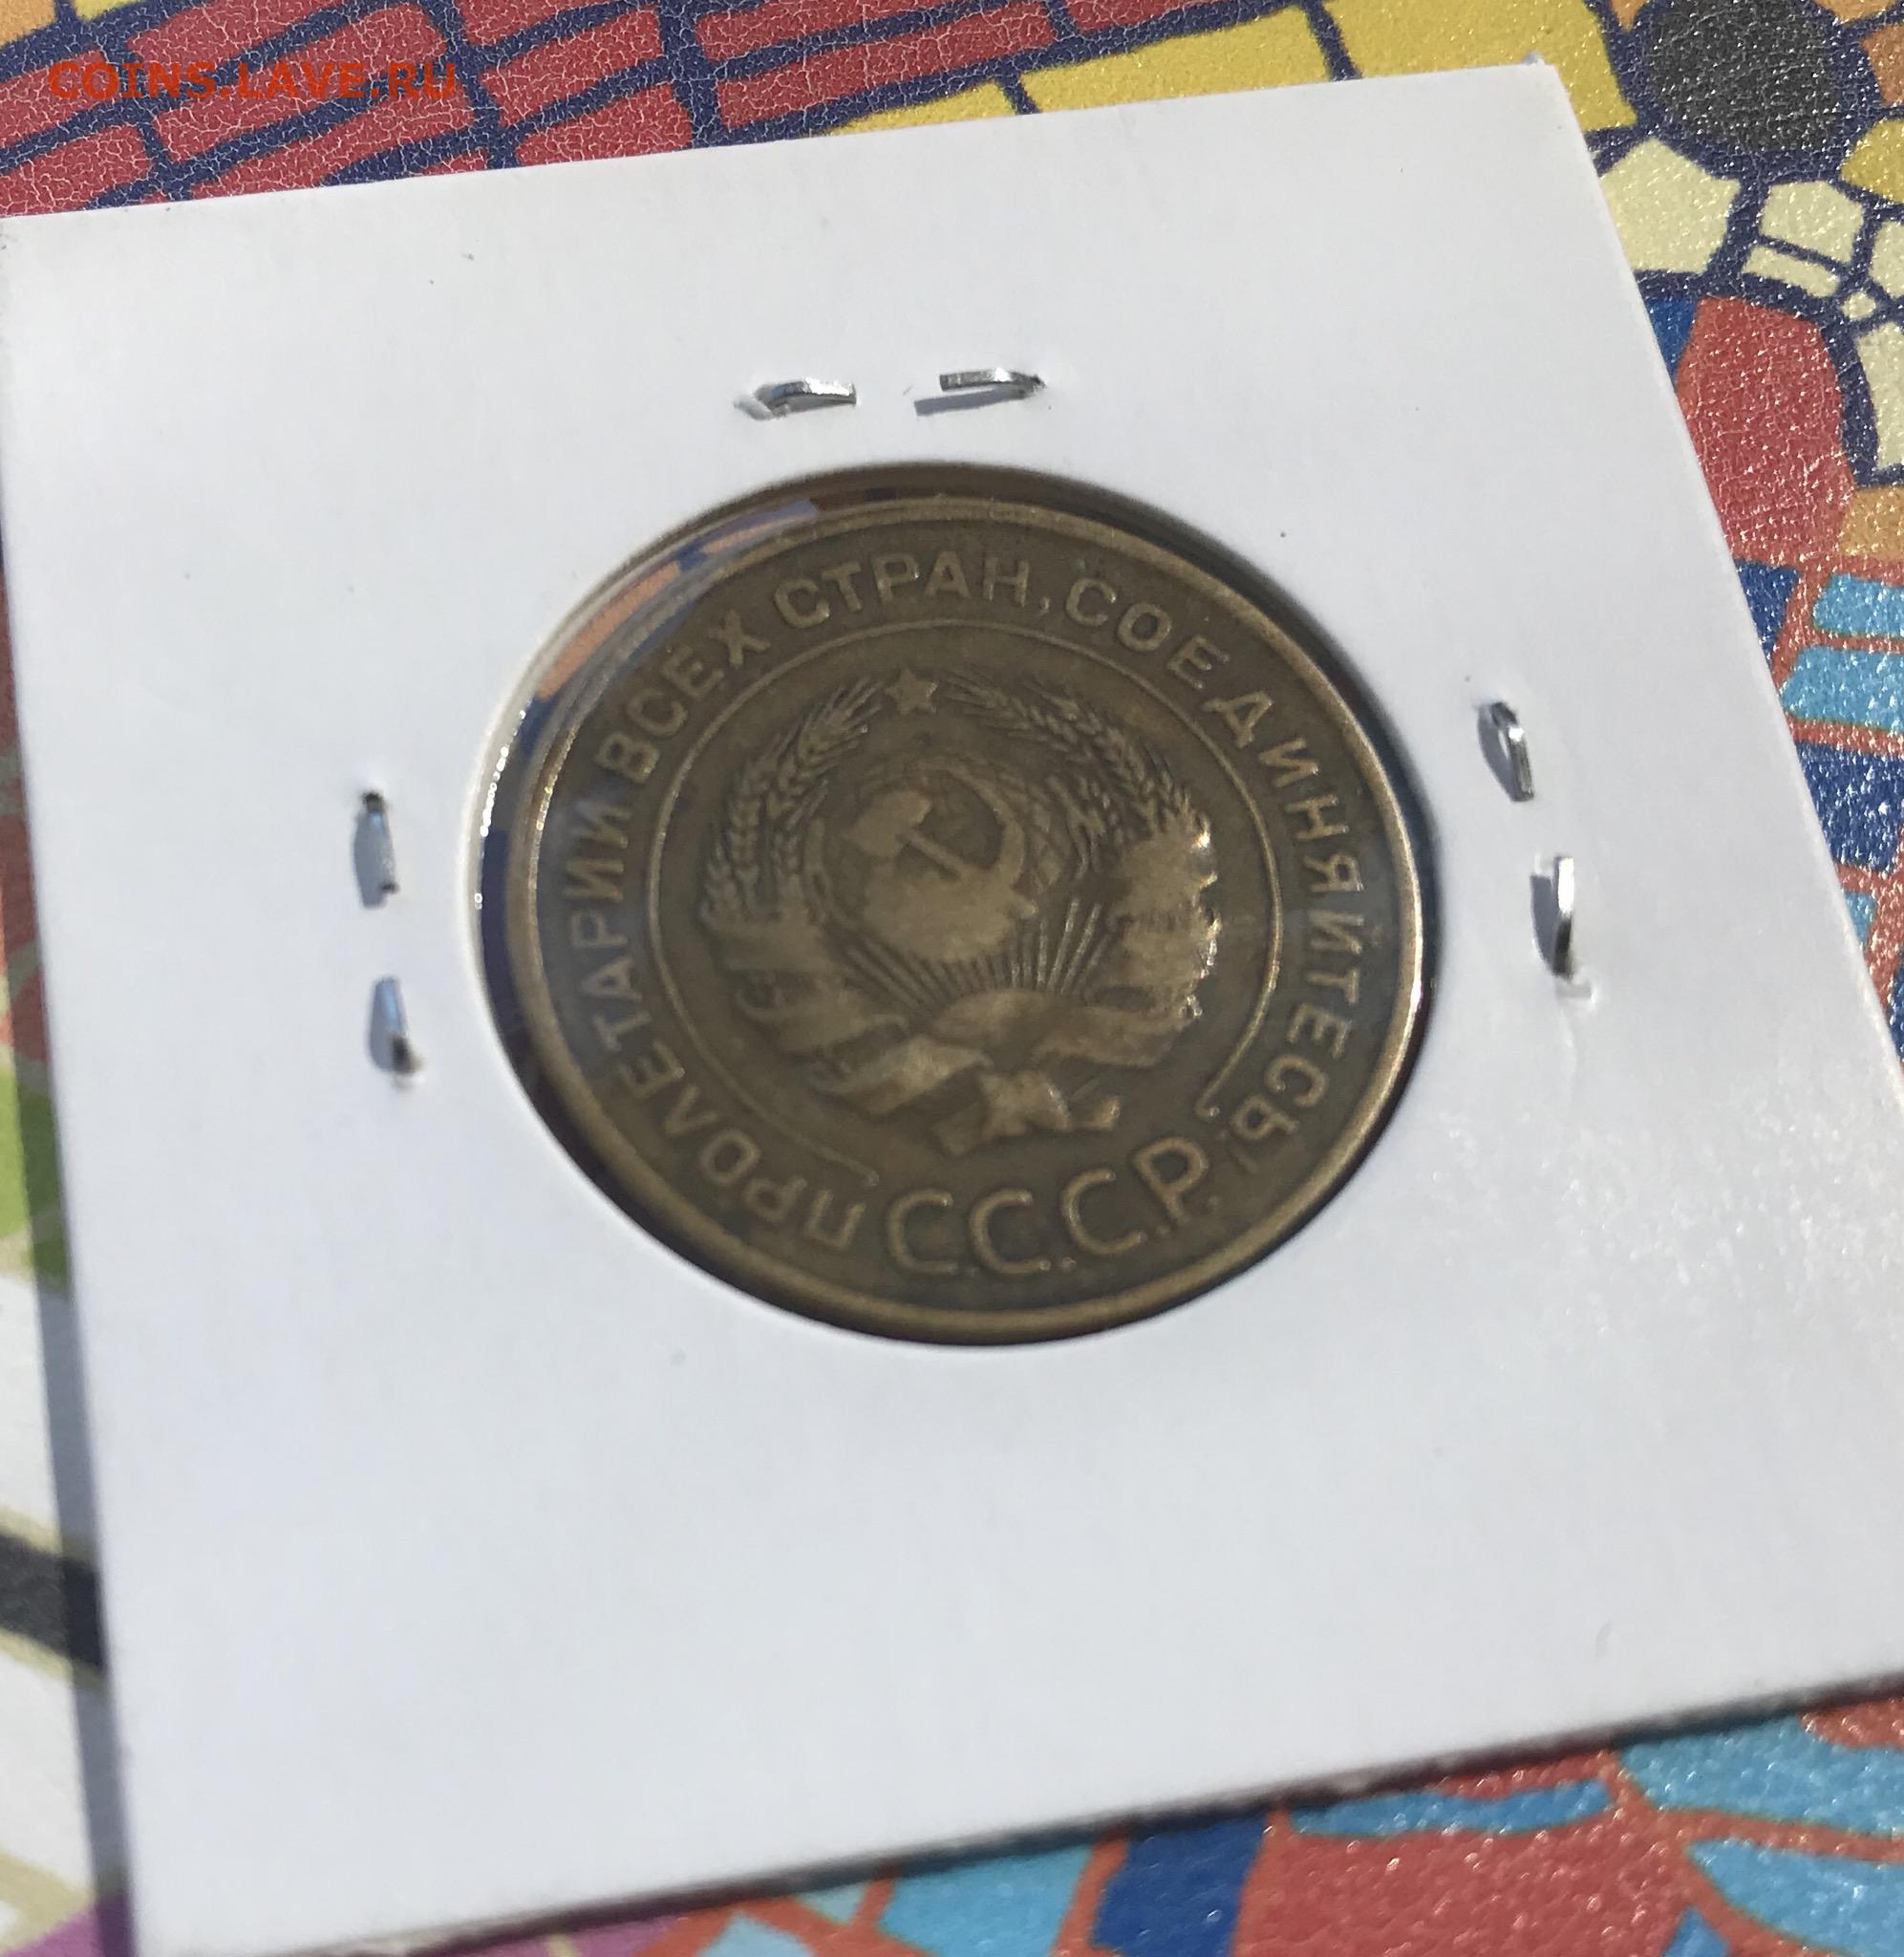 COINS.LAVE.RU
ПРОЛЕТАРИИ ВСЕХ СТРАН, СОЕДИНЯЙТЕСЬ!
С.С.С.Р.